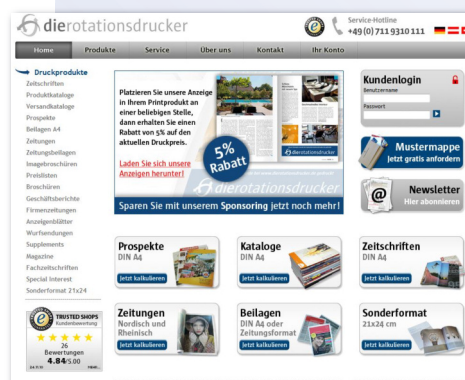 dierotationsdrucker
Service-Hotline
+49 (0) 711 9310 111
Home Produkte Service Über uns Kontakt Ihr Konto
Druckprodukte
Zeitschriften
Produktkataloge
Versandkataloge
Prospekte
Beilagen A4
Zeitungen
Zeitungsbeilagen
Imagebroschüren
Preislisten
Broschüren
Geschäftsberichte
Firmenzeitungen
Anzeigenblätter
Wurfsendungen
Supplements
Magazine
Fachzeitschriften
Special Interest
Sonderformat 21x24
TRUSTED SHOPS
Kundenbewertung
26
Bewertungen
4.84/5.00
Platzieren Sie unsere Anzeige
in Ihrem Printprodukt an
einer beliebigen Stelle,
dann erhalten Sie einen
Rabatt von 5% auf den
aktuellen Druckpreis.
Laden Sie sich unsere
Anzeigen herunter!
5%
Rabatt
dierotationsdrucker
dierotationsdrucker
Sparen Sie mit unserem Sponsoring jetzt noch mehr!
Kundenlogin
Benutzername
Passwort
Mustermappe
Jetzt gratis anfordern
Newsletter
Hier abonnieren
Prospekte
DIN A4
Jetzt kalkulieren
Kataloge
DIN A4
Jetzt kalkulieren
Zeitschriften
DIN A4
Jetzt kalkulieren
Zeitungen
Nordisch und
Rheinisch
Jetzt kalkulieren
Beilagen
DIN A4 oder
Zeitungsformat
Jetzt kalkulieren
Sonderformat
21x24 cm
Jetzt kalkulieren